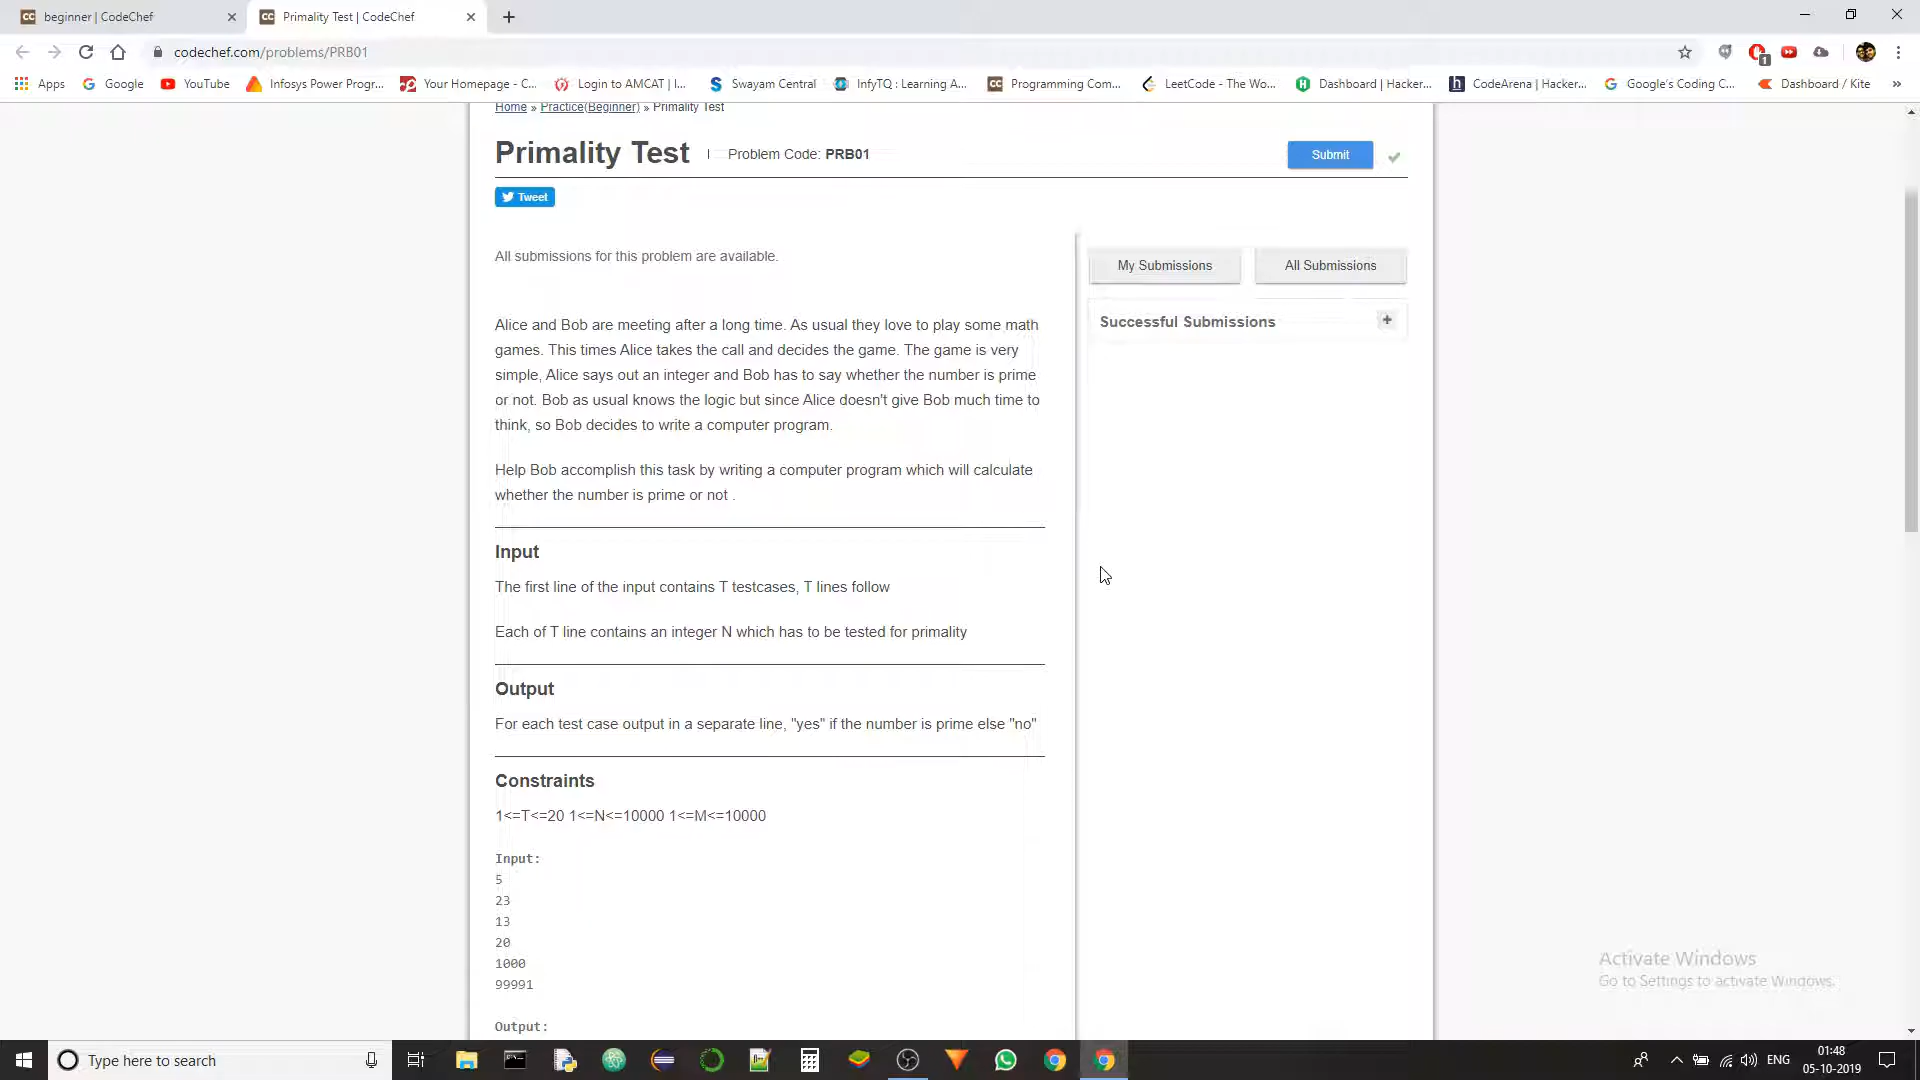 beginner | CodeChef
Primality Test | CodeChef
codechef.com/problems/PRB01
1
Apps
Google
YouTube
Infosys Power Progr...
Your Homepage - C...
Login to AMCAT | I...
Swayam Central
InfyTQ : Learning A...
Programming Com...
LeetCode - The Wo...
Dashboard | Hacker...
CodeArena | Hacker...
Google's Coding C...
Dashboard / Kite
»
Home » Practice(Beginner) » Primality Test
Primality Test | Problem Code: PRB01
Submit
Tweet
All submissions for this problem are available.
My Submissions
All Submissions
Successful Submissions
+
Alice and Bob are meeting after a long time. As usual they love to play some math
games. This times Alice takes the call and decides the game. The game is very
simple, Alice says out an integer and Bob has to say whether the number is prime
or not. Bob as usual knows the logic but since Alice doesn't give Bob much time to
think, so Bob decides to write a computer program.
Help Bob accomplish this task by writing a computer program which will calculate
whether the number is prime or not .
Input
The first line of the input contains T testcases, T lines follow
Each of T line contains an integer N which has to be tested for primality
Output
For each test case output in a separate line, "yes" if the number is prime else "no"
Constraints
1<=T<=20 1<=N<=10000 1<=M<=10000
Input:
5
23
13
20
1000
99991
Output:
Activate Windows
Go to Settings to activate Windows.
Type here to search
ENG
01:48
05-10-2019